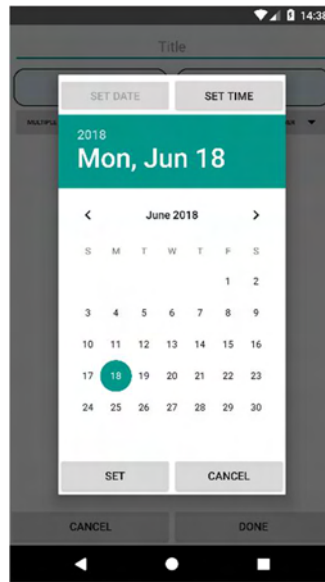 14:38
Title
SET DATE SET TIME
MULTIPLE
2018
Mon, Jun 18
June 2018
S M T W T F S
1 2
3 4 5 6 7 8 9
10 11 12 13 14 15 16
17 18 19 20 21 22 23
24 25 26 27 28 29 30
SET CANCEL
CANCEL DONE